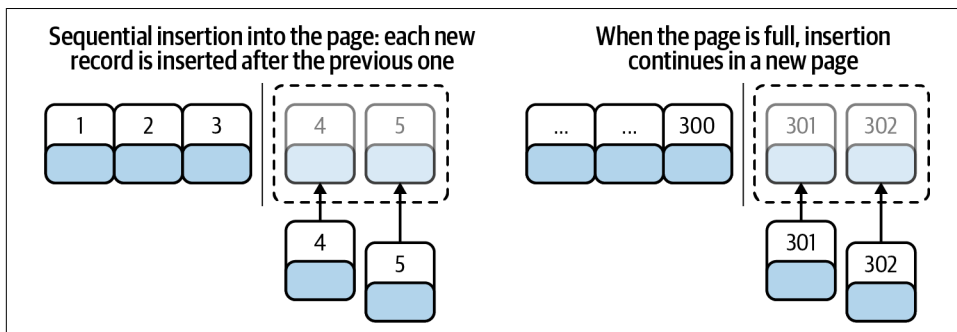 Sequential insertion into the page: each new
record is inserted after the previous one
1 2 3 4 5
4
5
When the page is full, insertion
continues in a new page
... ... 300 301 302
301
302